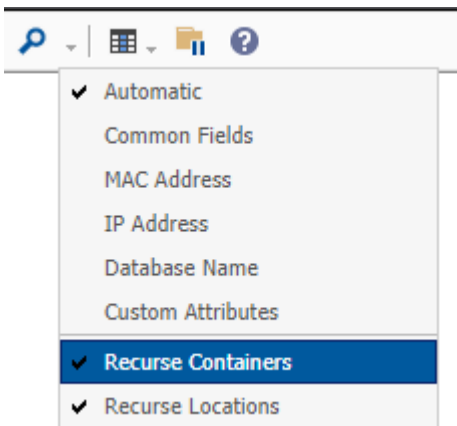 Automatic
Common Fields
MAC Address
IP Address
Database Name
Custom Attributes
Recurse Containers
Recurse Locations